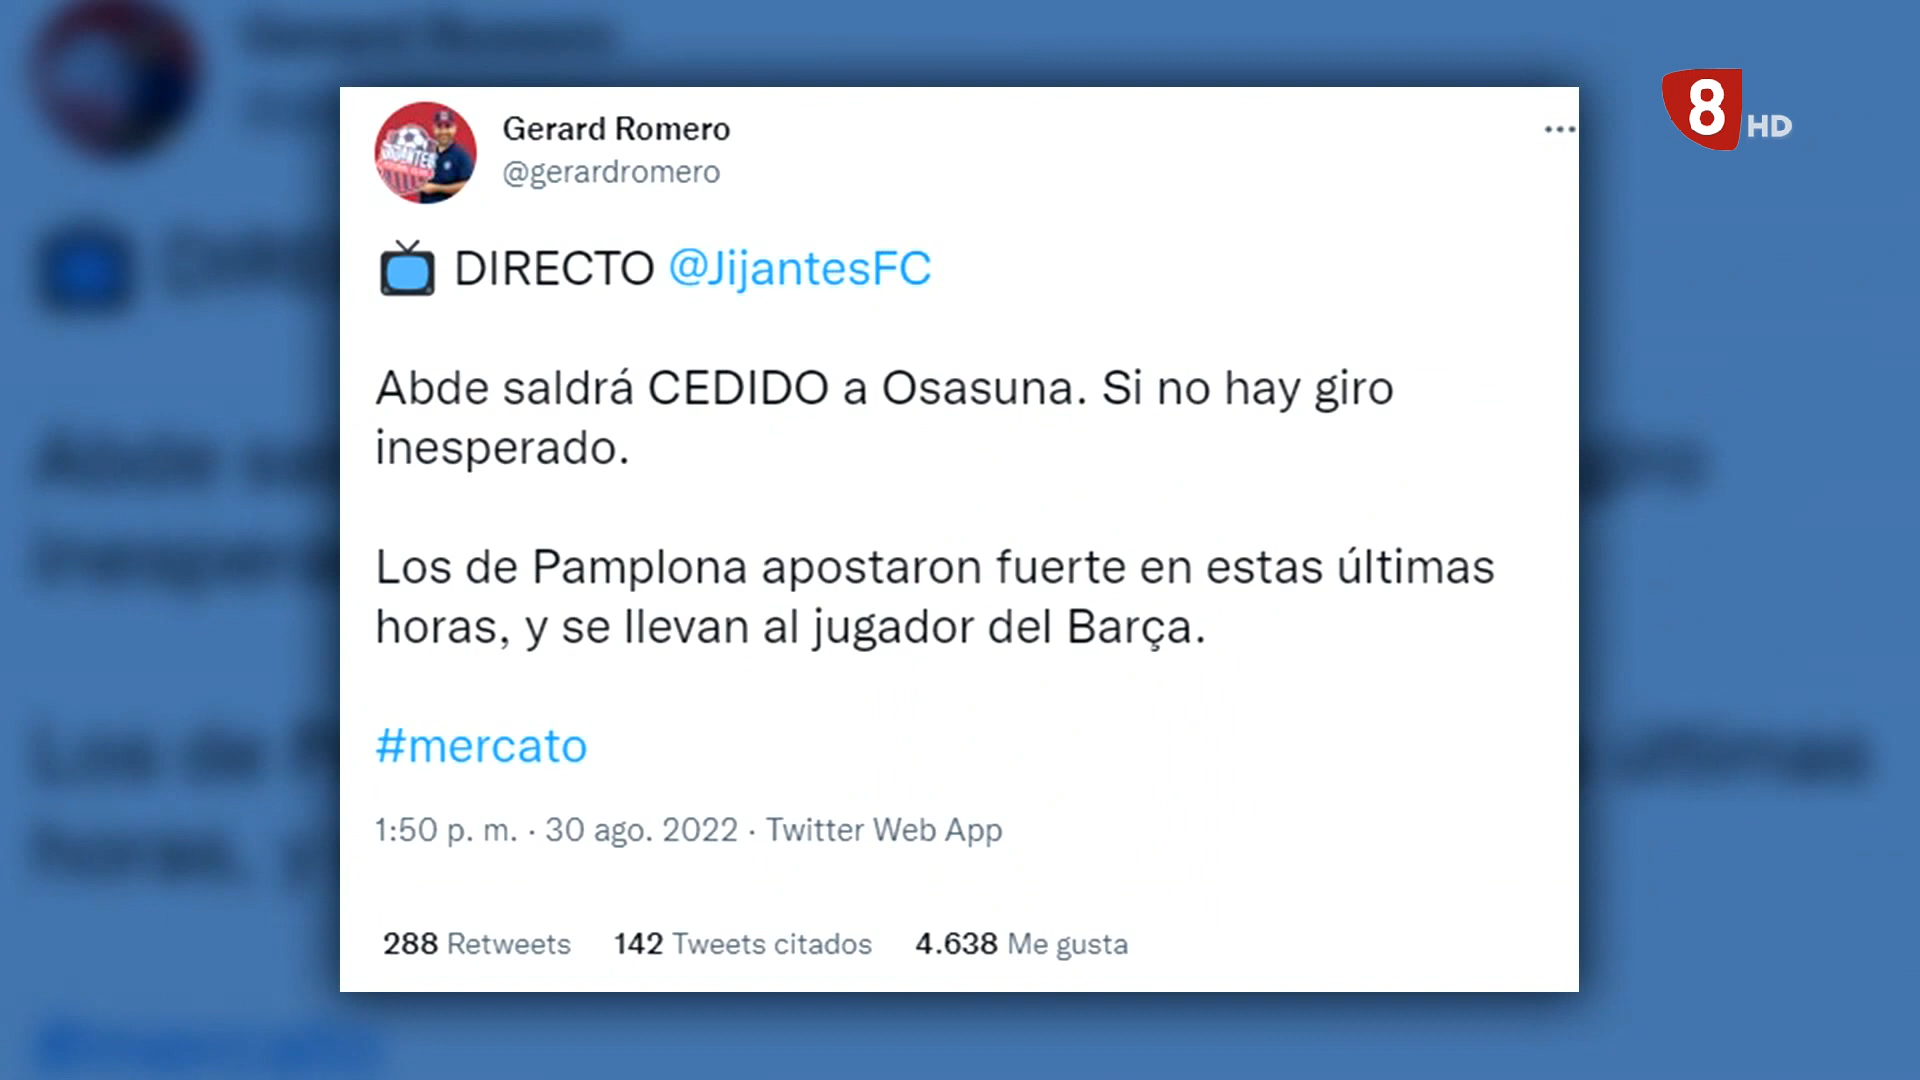 8 HD
Gerard Romero
@gerardromero
DIRECTO @JijantesFC
Abde saldrá CEDIDO a Osasuna. Si no hay giro
inesperado.
Los de Pamplona apostaron fuerte en estas últimas
horas, y se llevan al jugador del Barça.
#mercato
1:50 p. m. · 30 ago. 2022 · Twitter Web App
288 Retweets 142 Tweets citados 4.638 Me gusta